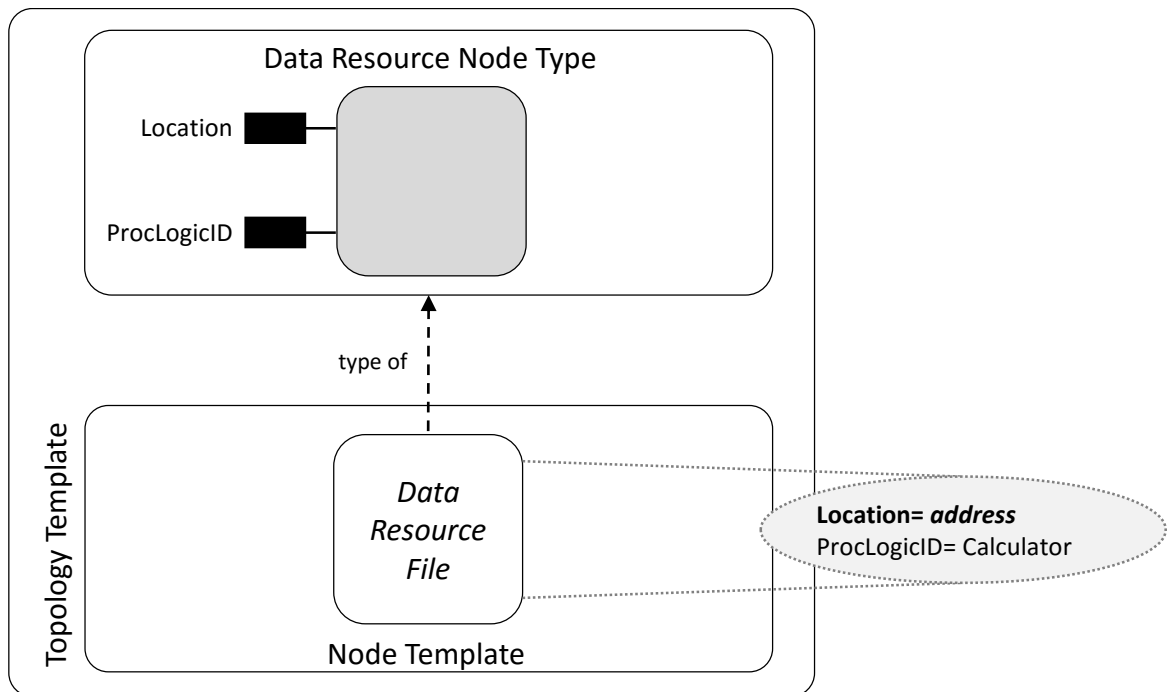 Data Resource Node Type
Location
ProcLogicID
type of
Topology Template
Data
Resource
File
Location= address
ProcLogicID= Calculator
Node Template